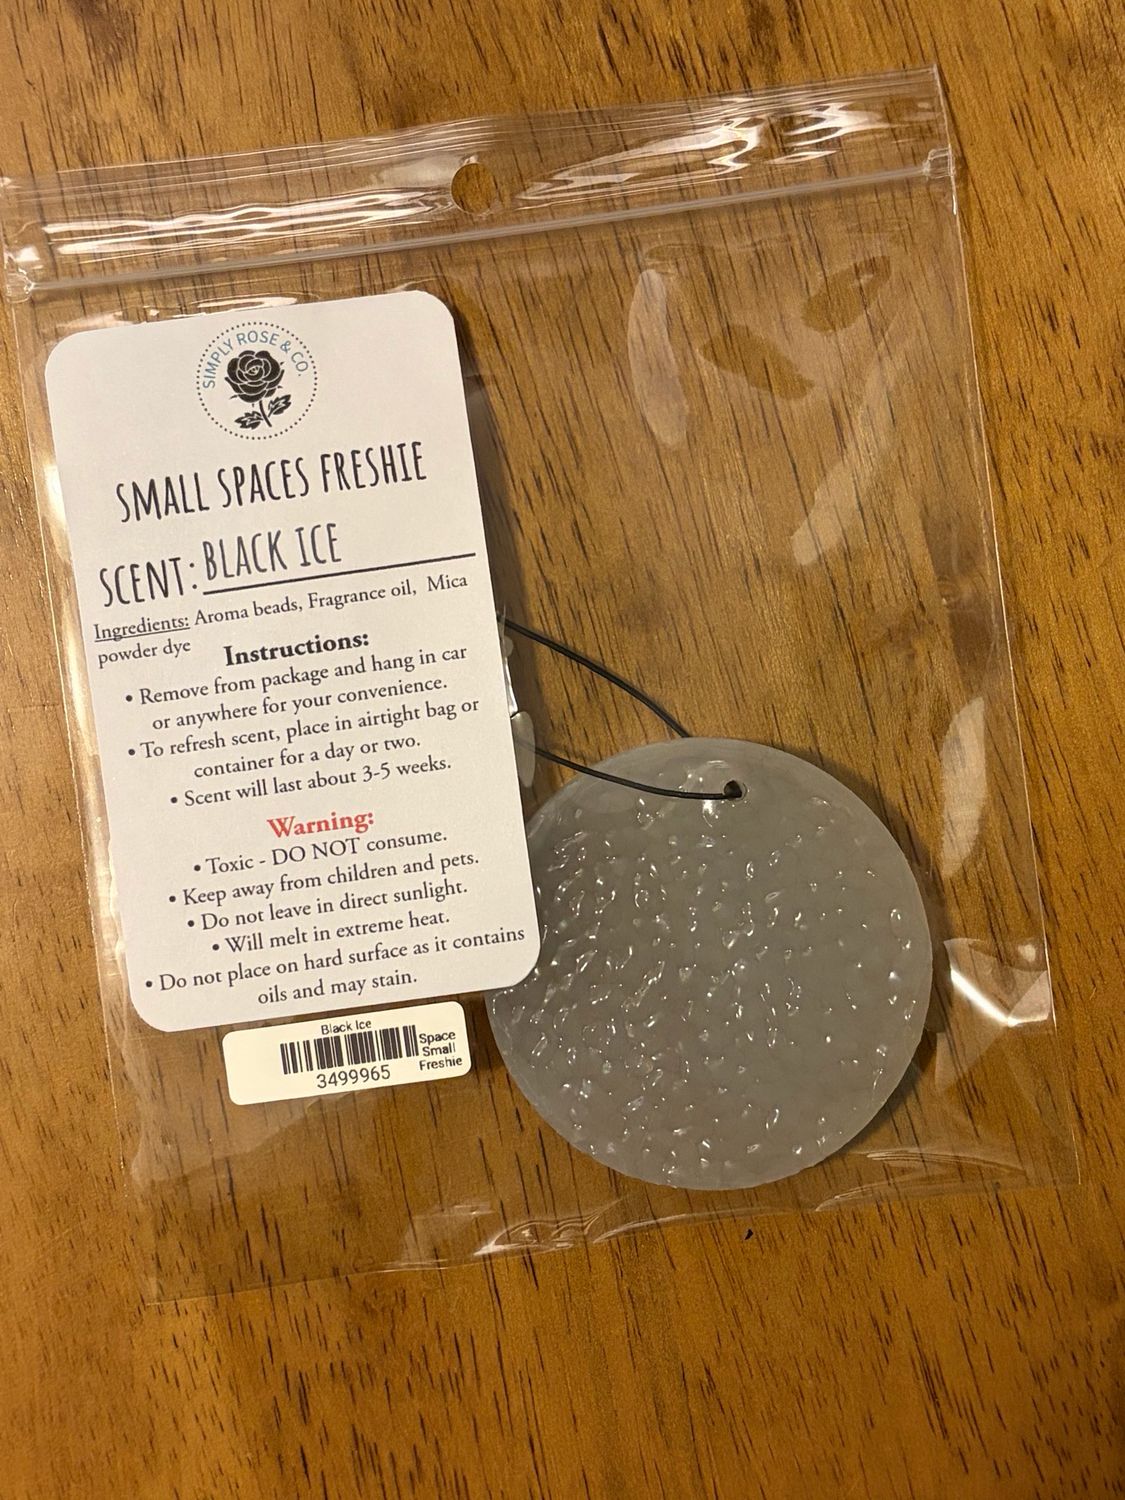 SIMPLY ROSE & CO.
SMALL SPACES FRESHIE
SCENT: BLACK ICE
Ingredients: Aroma beads, Fragrance oil, Mica
powder dye
Instructions:
• Remove from package and hang in car
or anywhere for your convenience.
• To refresh scent, place in airtight bag or
container for a day or two.
• Scent will last about 3-5 weeks.
Warning:
• Toxic - DO NOT consume.
• Keep away from children and pets.
• Do not leave in direct sunlight.
• Will melt in extreme heat.
• Do not place on hard surface as it contains
oils and may stain.
Black Ice
Space
Small
Freshie
3499965